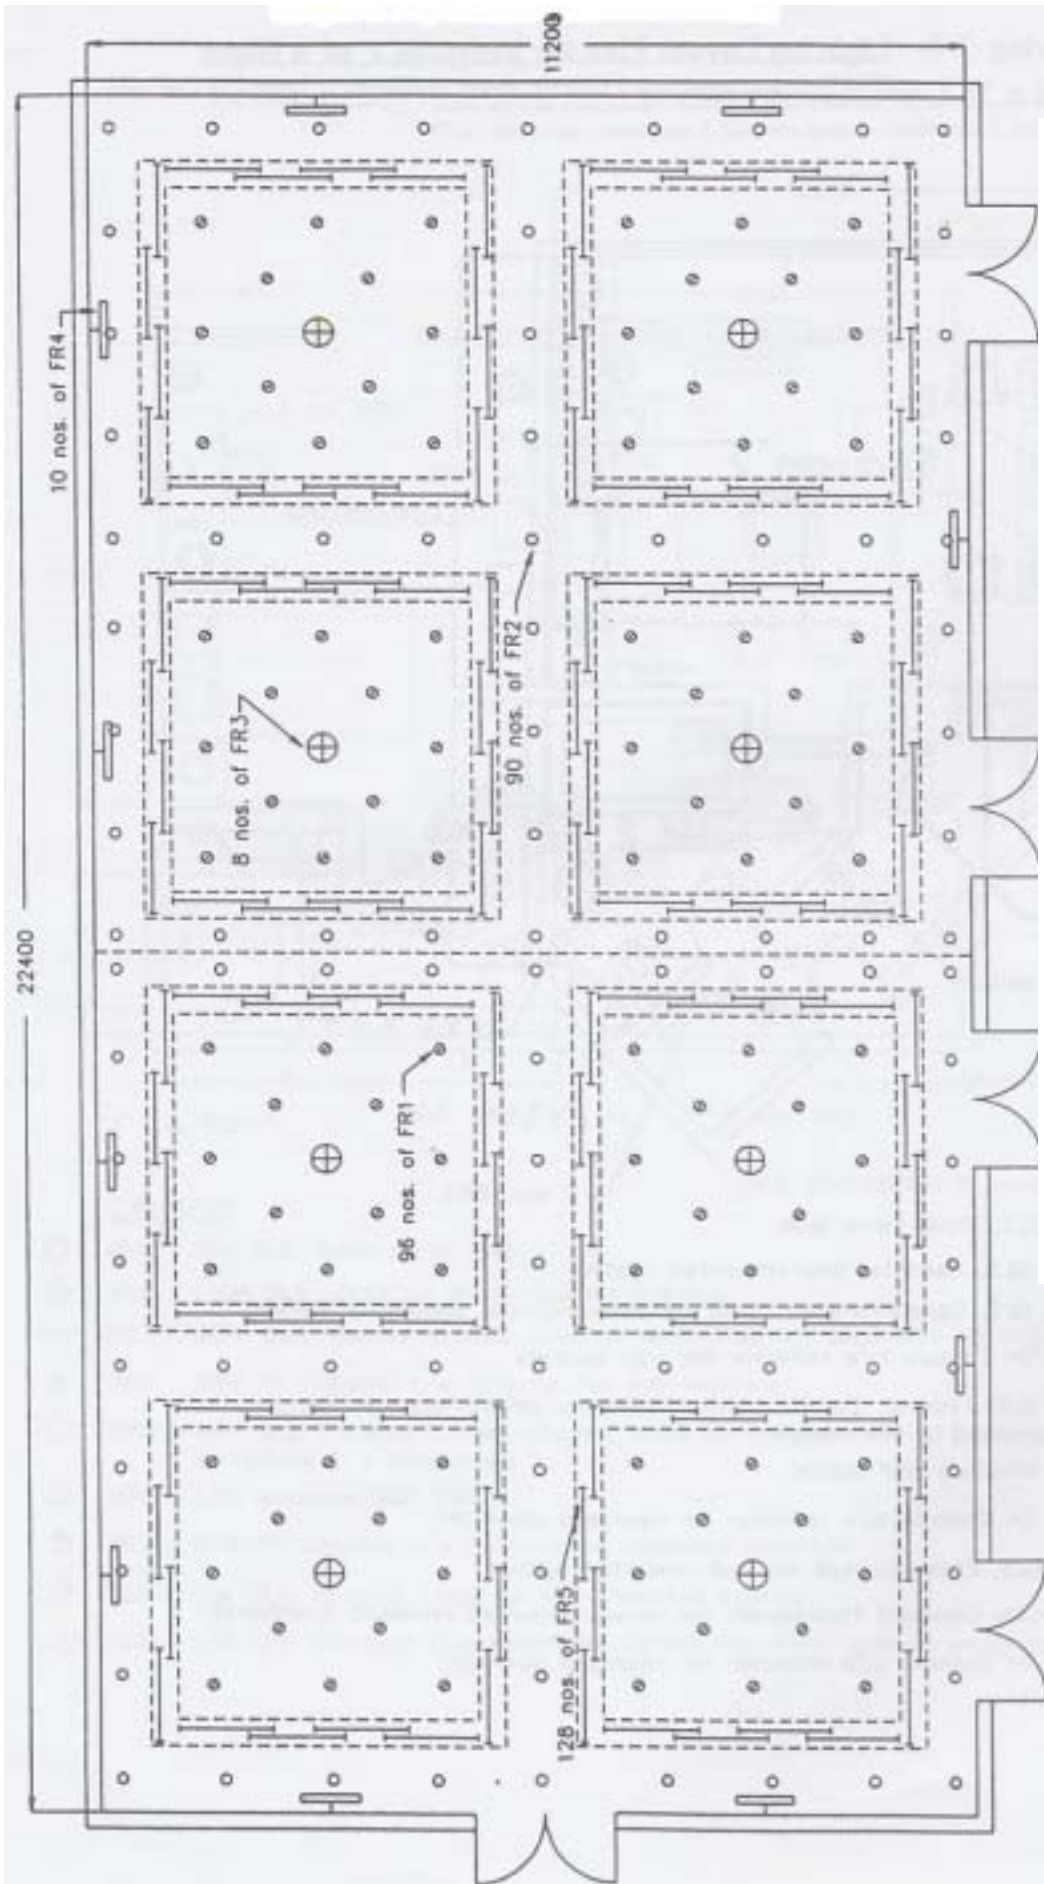 11200
10 nos. of FR4
90 nos. of FR2
8 nos. of FR3
22400
96 nos. of FR1
128 nos. of FR5